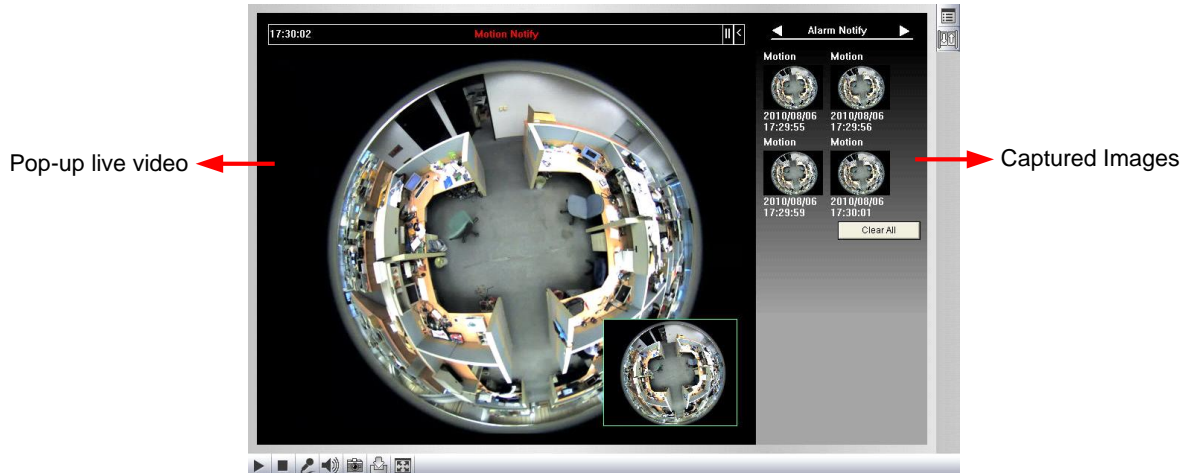 17:30:02 Motion Notify
Alarm Notify
Motion Motion
2010/08/06 2010/08/06
17:29:55 17:29:56
Motion Motion
2010/08/06 2010/08/06
17:29:59 17:30:01
Clear All
Pop-up live video
Captured Images